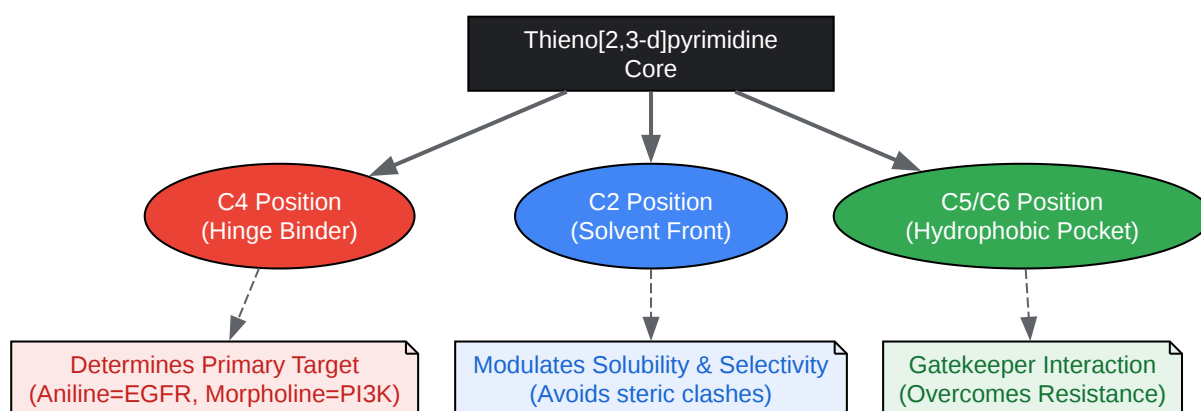 Thieno[2,3-d]pyrimidine
Core
C4 Position
(Hinge Binder)
C2 Position
(Solvent Front)
C5/C6 Position
(Hydrophobic Pocket)
Determines Primary Target
(Aniline=EGFR, Morpholine=PI3K)
Modulates Solubility & Selectivity
(Avoids steric clashes)
Gatekeeper Interaction
(Overcomes Resistance)